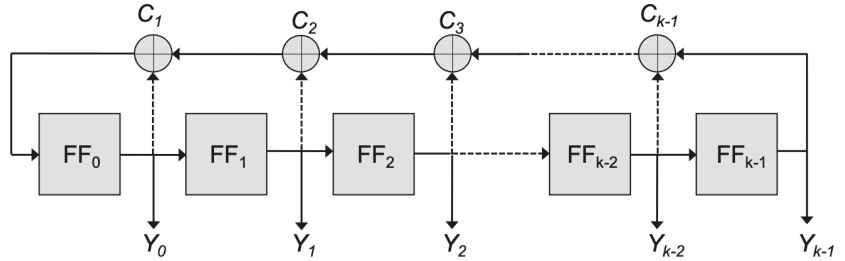 C₁ C₂ C₃ Cₖ₋₁
FF₀ FF₁ FF₂ FFₖ₋₂ FFₖ₋₁
Y₀ Y₁ Y₂ Yₖ₋₂ Yₖ₋₁